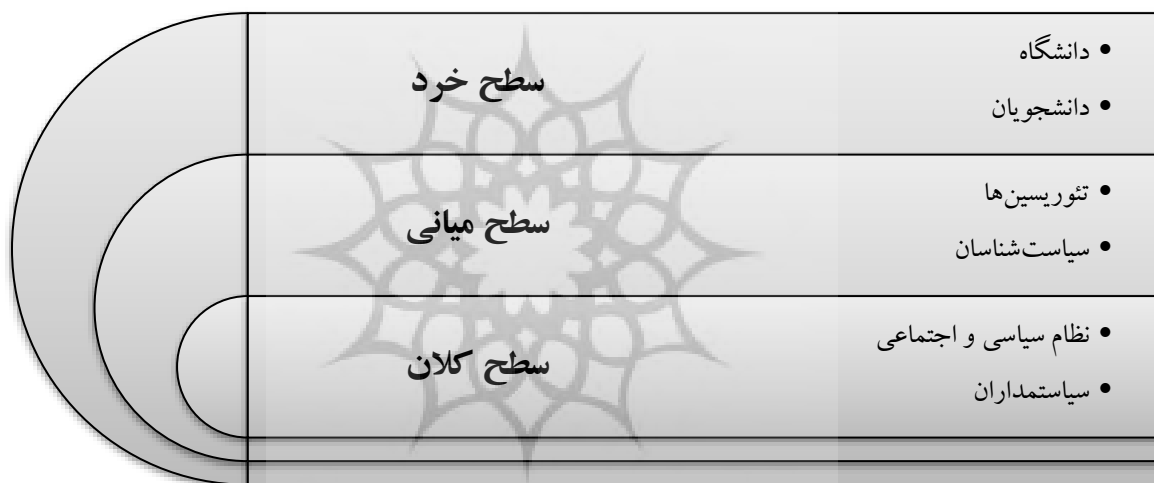 سطح خرد
• دانشگاه
• دانشجویان
سطح میانی
• تئوریسین‌ها
• سیاست‌شناسان
سطح کلان
• نظام سیاسی و اجتماعی
• سیاستمداران